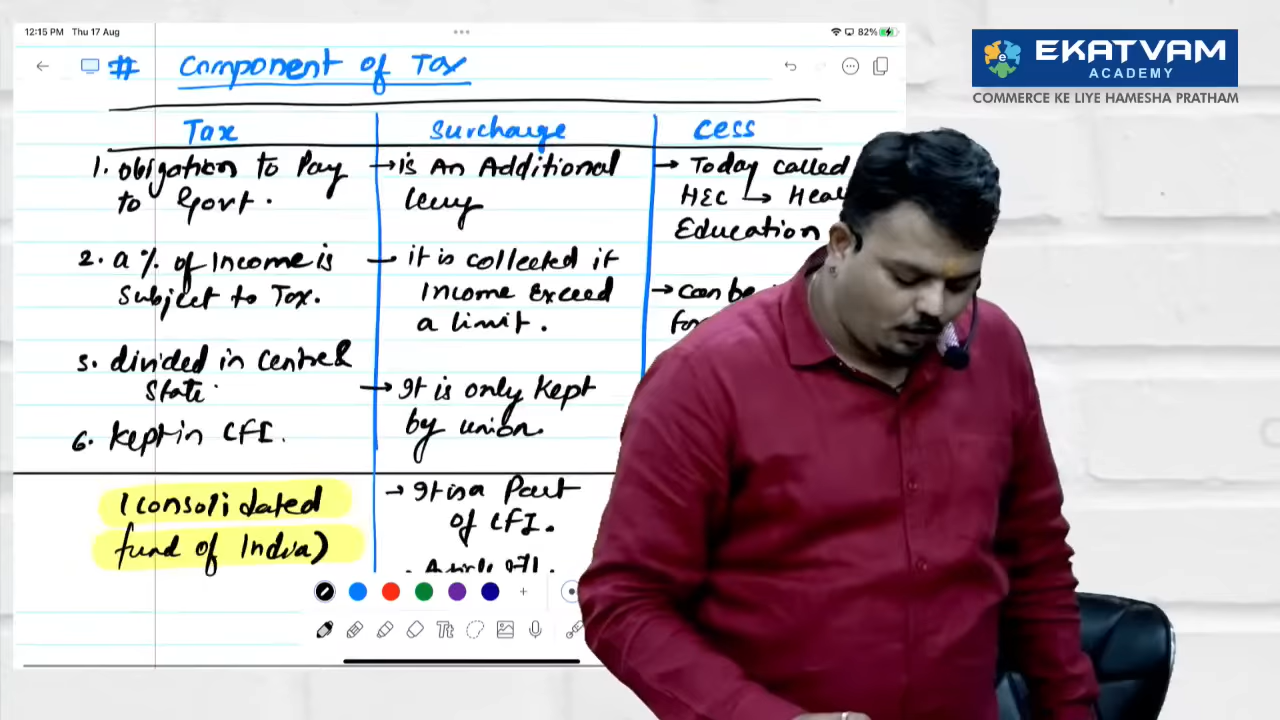 12:15 PM Thu 17 Aug
82%
# Component of Tax
EKATVAM
ACADEMY
COMMERCE KE LIYE HAMESHA PRATHAM
Tax
1. obligation to Pay
to Govt.
2. a % of Income is
Subject to Tax.
5. divided in Centre &
State
6. Kept in CFI.
(Consolidated
fund of India)
Surcharge
→ is An Additional
levy
– it is collected if
Income Exceed
a limit.
→ It is only Kept
by union.
→ It is a Part
of CFI.
Cess
→ Today called
HEC → Heal
Education
→ can be
for
Tt